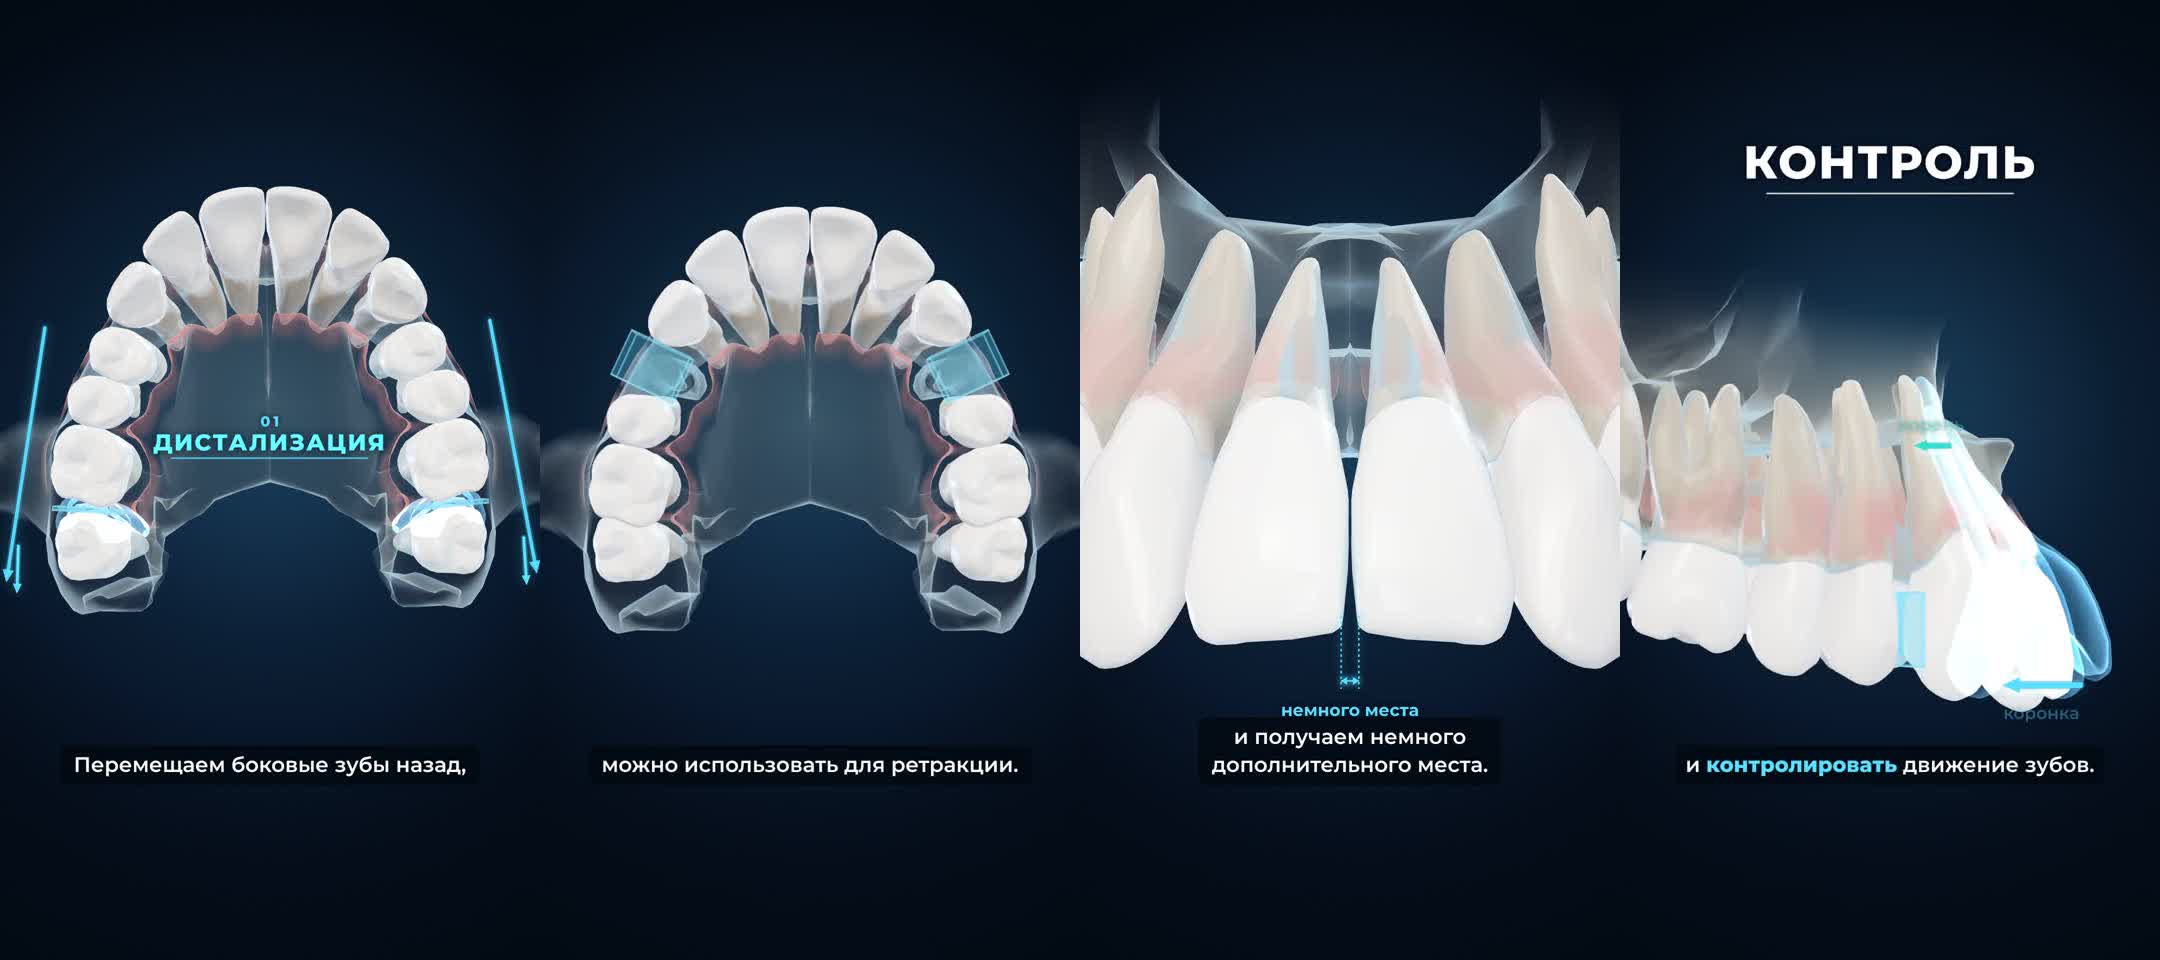 01
ДИСТАЛИЗАЦИЯ
Перемещаем боковые зубы назад,
можно использовать для ретракции.
немного места
и получаем немного
дополнительного места.
КОНТРОЛЬ
коронка
и контролировать движение зубов.